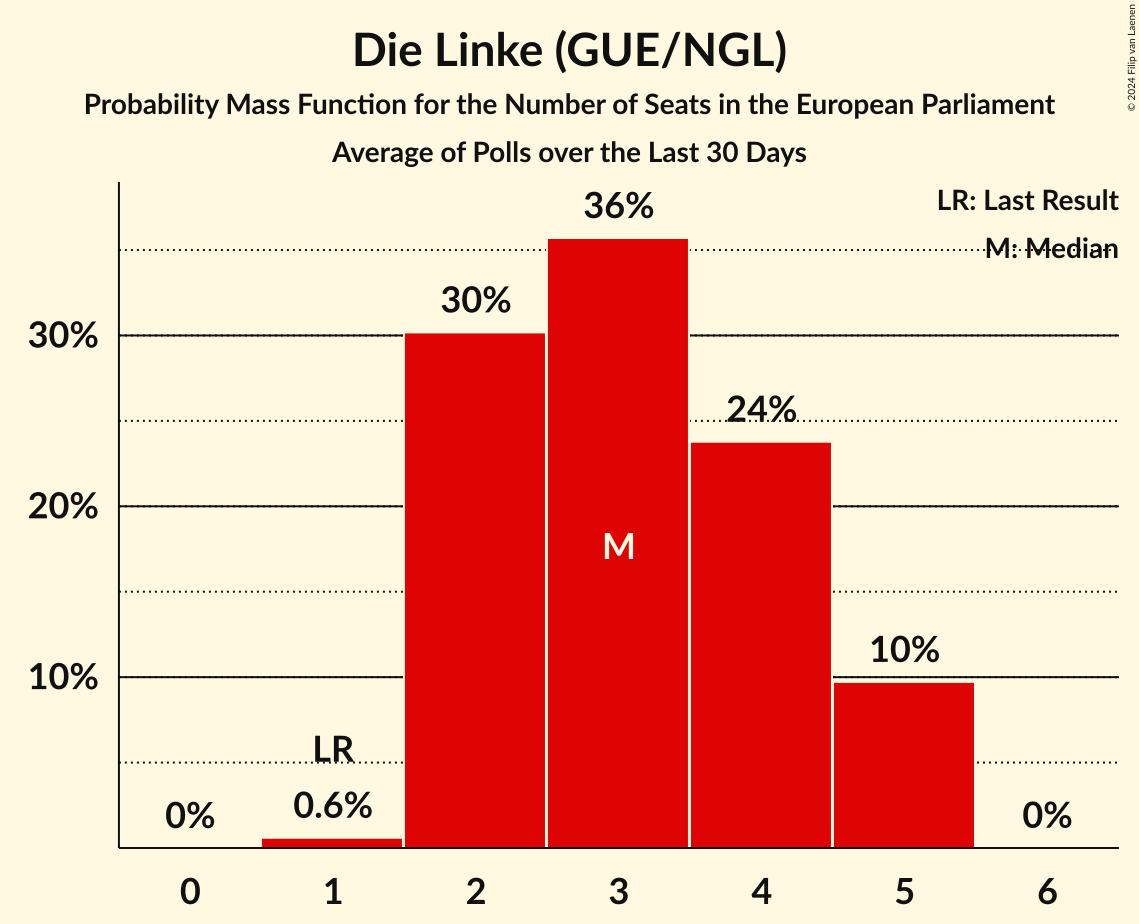 Die Linke (GUE/NGL)
Probability Mass Function for the Number of Seats in the European Parliament
Average of Polls over the Last 30 Days
© 2024 Filip van Laenen
LR: Last Result
M: Median
36%
30%
30%
24%
20%
M
10%
10%
LR
0.6%
0%
0%
0 1 2 3 4 5 6